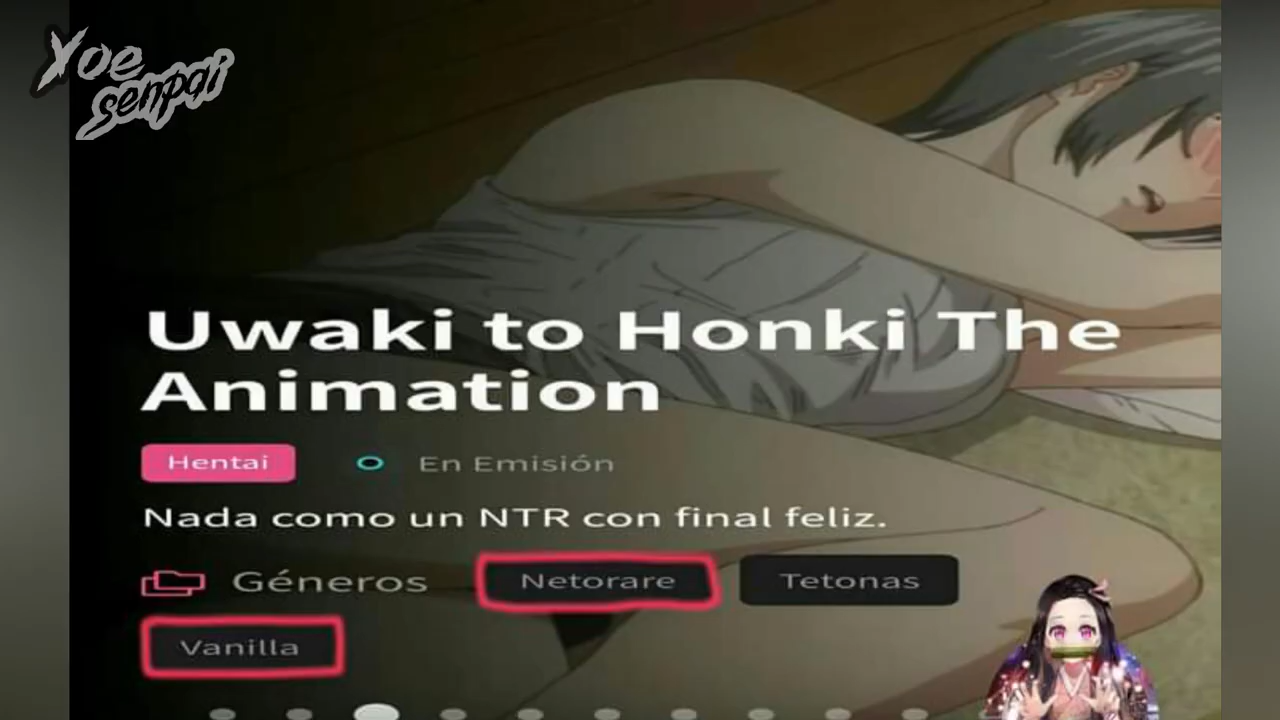 Yoe
senpai
Uwaki to Honki The
Animation
Hentai En Emisión
Nada como un NTR con final feliz.
Géneros Netorare Tetonas
Vanilla